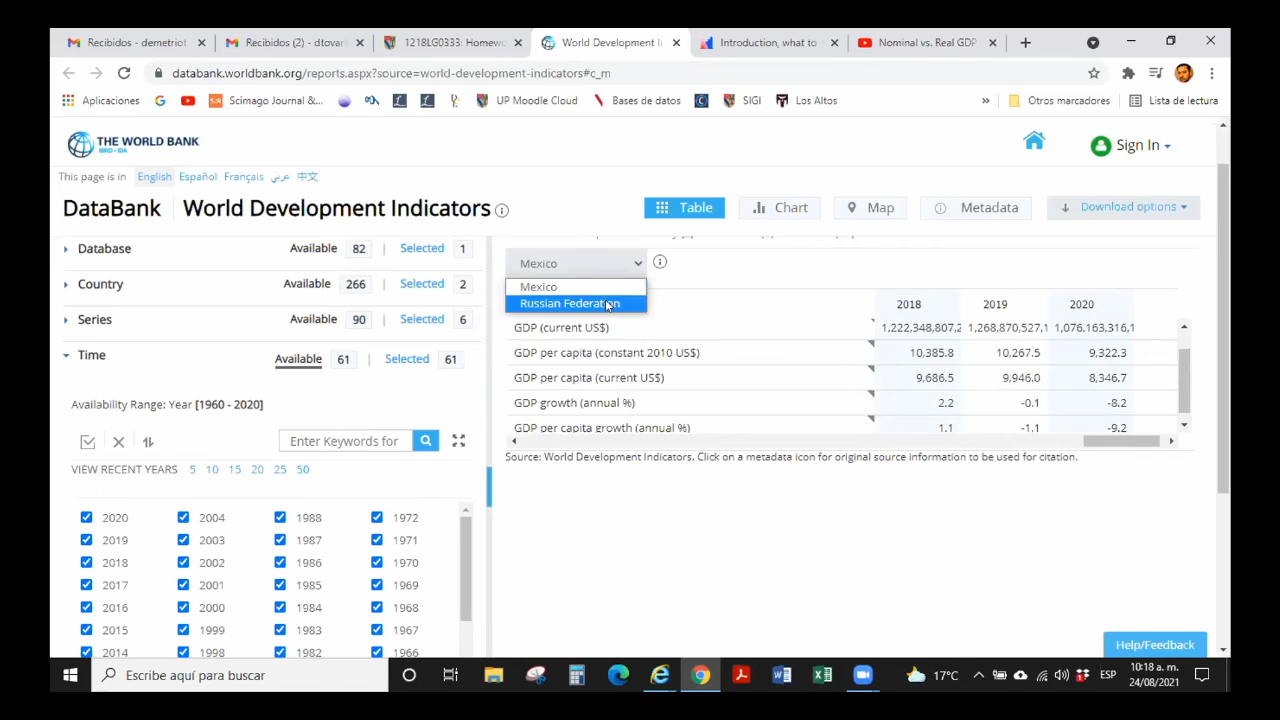 Recibidos - demetriot
Recibidos (2) - dtovar
1218LG0333: Homew
World Development I
Introduction, what to
Nominal vs. Real GDP
databank.worldbank.org/reports.aspx?source=world-development-indicators#c_m
Aplicaciones
Scimago Journal &...
UP Moodle Cloud
Bases de datos
SIGI
Los Altos
»
Otros marcadores
Lista de lectura
THE WORLD BANK
IBRD • IDA
Sign In
This page is in English Español Français عربي 中文
DataBank World Development Indicators
Table
Chart
Map
Metadata
Download options
Database Available 82 | Selected 1
Country Available 266 | Selected 2
Series Available 90 | Selected 6
Time Available 61 | Selected 61
Availability Range: Year [1960 - 2020]
Enter Keywords for
VIEW RECENT YEARS 5 10 15 20 25 50
2020 2004 1988 1972
2019 2003 1987 1971
2018 2002 1986 1970
2017 2001 1985 1969
2016 2000 1984 1968
2015 1999 1983 1967
2014 1998 1982 1966
Mexico
Mexico
Russian Federation
2018 2019 2020
GDP (current US$) 1,222,348,807,2 1,268,870,527,1 1,076,163,316,1
GDP per capita (constant 2010 US$) 10,385.8 10,267.5 9,322.3
GDP per capita (current US$) 9,686.5 9,946.0 8,346.7
GDP growth (annual %) 2.2 -0.1 -8.2
GDP per capita growth (annual %) 1.1 -1.1 -9.2
Source: World Development Indicators. Click on a metadata icon for original source information to be used for citation.
Help/Feedback
Escribe aquí para buscar
17°C
ESP
10:18 a. m.
24/08/2021